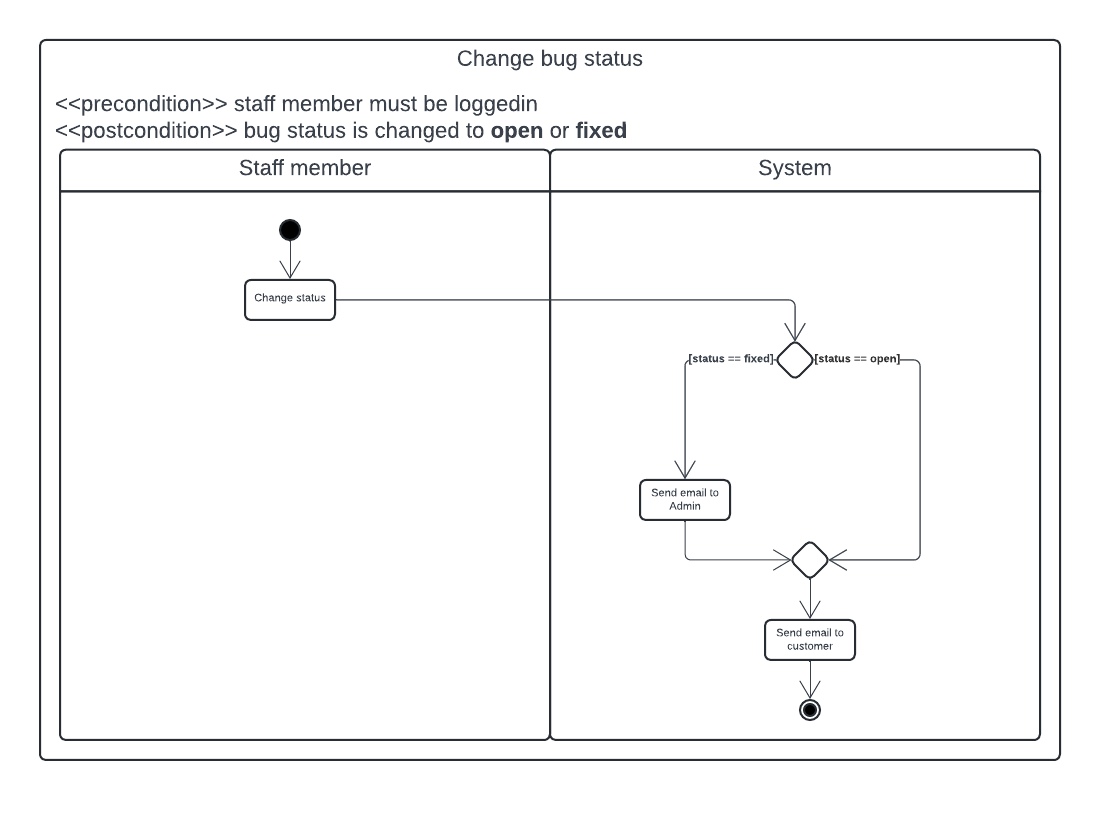 Change bug status
<<precondition>> staff member must be loggedin
<<postcondition>> bug status is changed to open or fixed
Staff member
System
Change status
[status == fixed]
[status == open]
Send email to
Admin
Send email to
customer